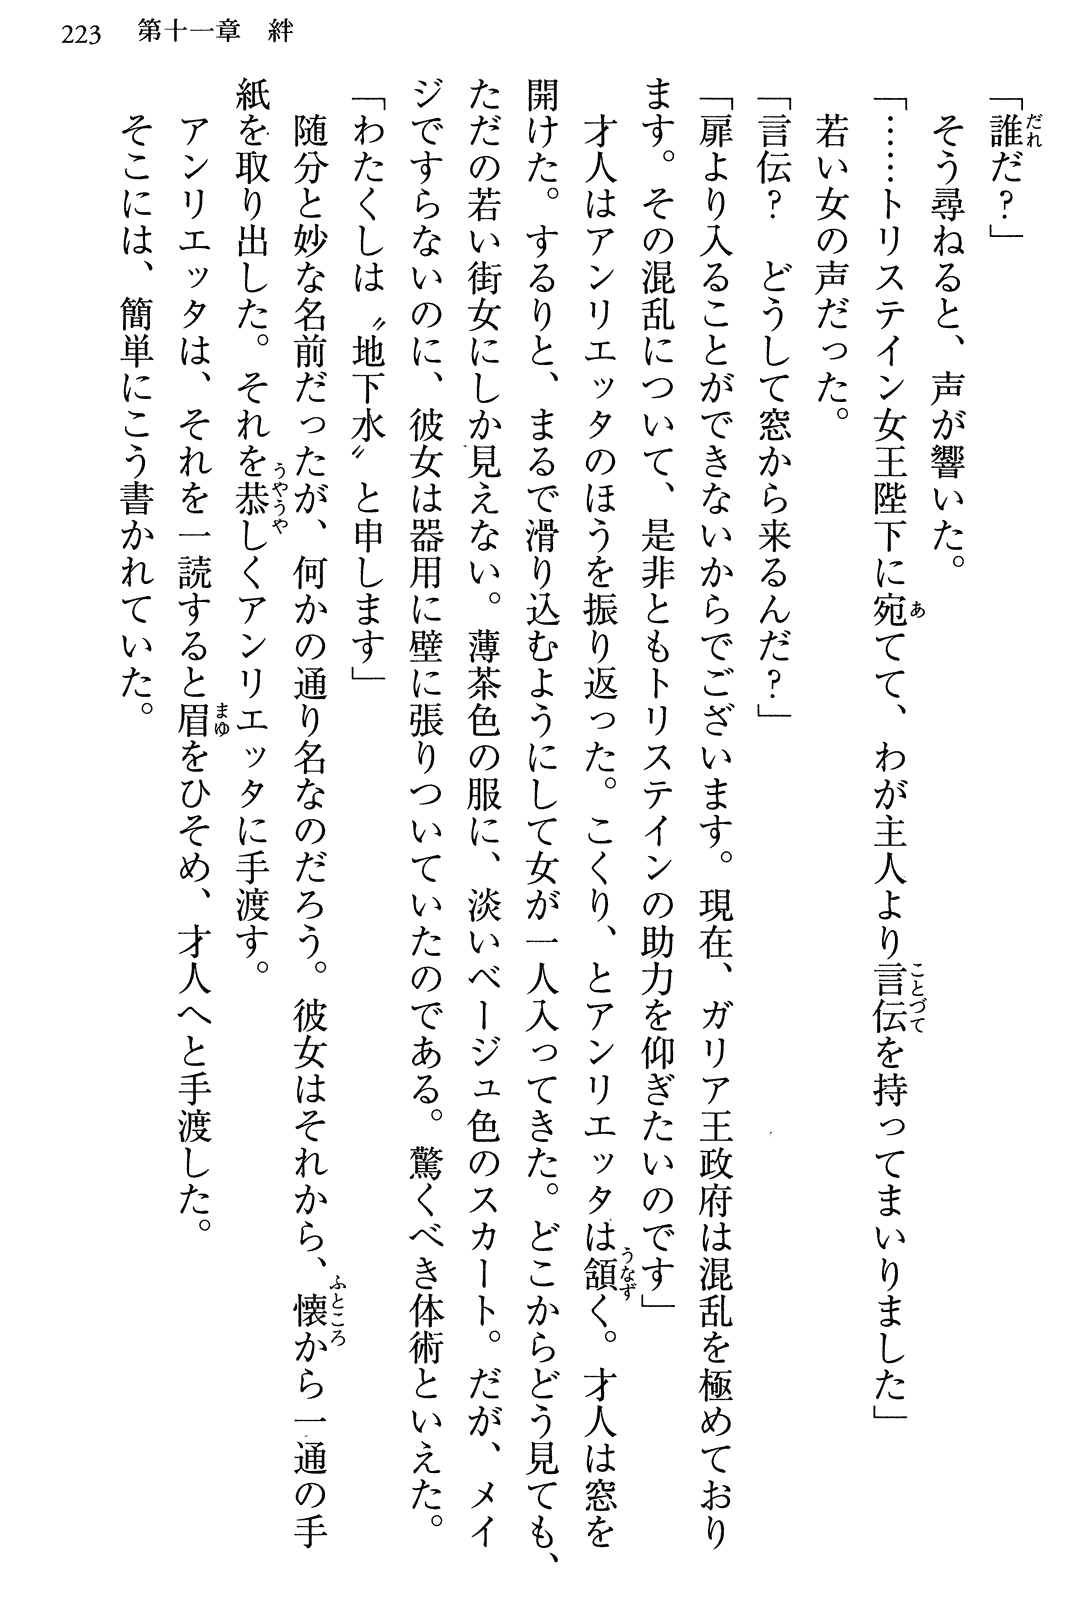 223 第十一章 絆
「誰だ？」
そう尋ねると、声が響いた。
「……トリステイン女王陛下に宛てて、わが主人より言伝を持ってまいりました」
若い女の声だった。
「言伝？　どうして窓から来るんだ？」
「扉より入ることができないからでございます。現在、ガリア王政府は混乱を極めており
ます。その混乱について、是非ともトリステインの助力を仰ぎたいのです」
才人はアンリエッタのほうを振り返った。こくり、とアンリエッタは頷く。才人は窓を
開けた。するりと、まるで滑り込むようにして女が一人入ってきた。どこからどう見ても、
ただの若い街女にしか見えない。薄茶色の服に、淡いベージュ色のスカート。だが、メイ
ジですらないのに、彼女は器用に壁に張りついていたのである。驚くべき体術といえた。
「わたくしは〝地下水〟と申します」
随分と妙な名前だったが、何かの通り名なのだろう。彼女はそれから、懐から一通の手
紙を取り出した。それを恭しくアンリエッタに手渡す。
アンリエッタは、それを一読すると眉をひそめ、才人へと手渡した。
そこには、簡単にこう書かれていた。